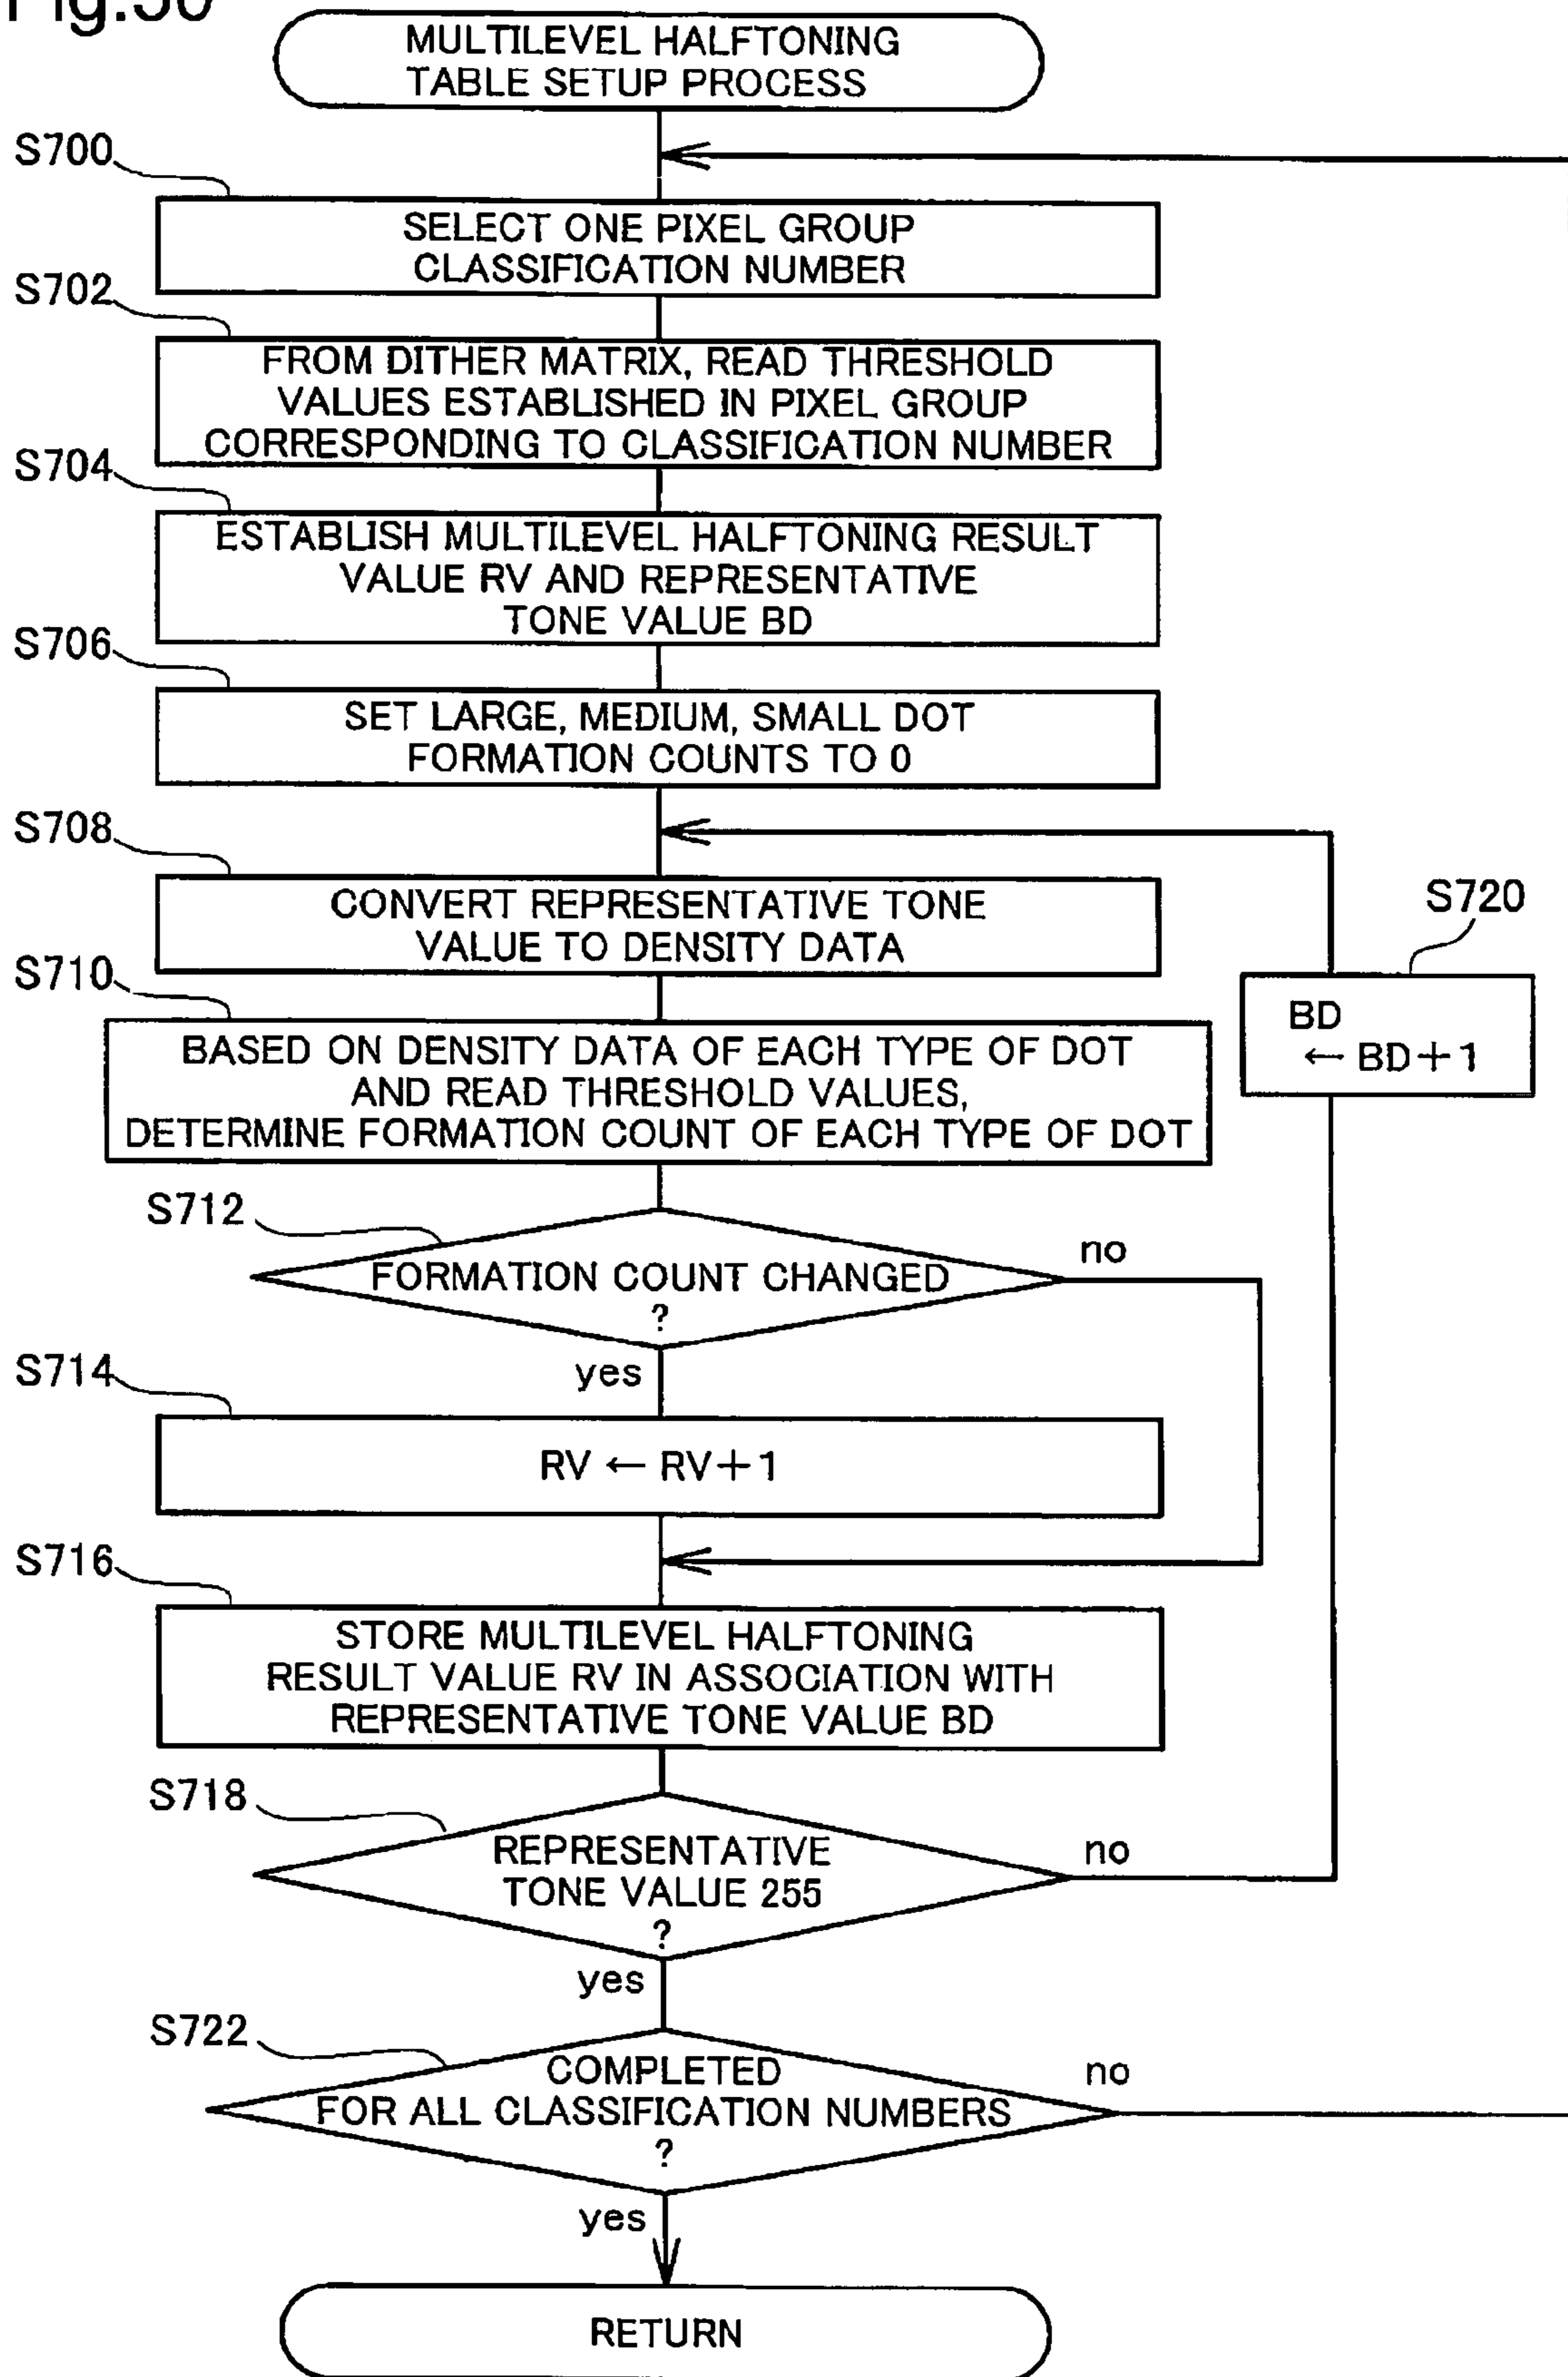 Fig.30
MULTILEVEL HALFTONING
TABLE SETUP PROCESS
S700
SELECT ONE PIXEL GROUP
CLASSIFICATION NUMBER
S702
FROM DITHER MATRIX, READ THRESHOLD
VALUES ESTABLISHED IN PIXEL GROUP
CORRESPONDING TO CLASSIFICATION NUMBER
S704
ESTABLISH MULTILEVEL HALFTONING RESULT
VALUE RV AND REPRESENTATIVE
TONE VALUE BD
S706
SET LARGE, MEDIUM, SMALL DOT
FORMATION COUNTS TO 0
S708
CONVERT REPRESENTATIVE TONE
VALUE TO DENSITY DATA
S720
BD
← BD+1
S710
BASED ON DENSITY DATA OF EACH TYPE OF DOT
AND READ THRESHOLD VALUES,
DETERMINE FORMATION COUNT OF EACH TYPE OF DOT
S712
FORMATION COUNT CHANGED
?
no
yes
S714
RV ← RV+1
S716
STORE MULTILEVEL HALFTONING
RESULT VALUE RV IN ASSOCIATION WITH
REPRESENTATIVE TONE VALUE BD
S718
REPRESENTATIVE
TONE VALUE 255
?
no
yes
S722
COMPLETED
FOR ALL CLASSIFICATION NUMBERS
?
no
yes
RETURN